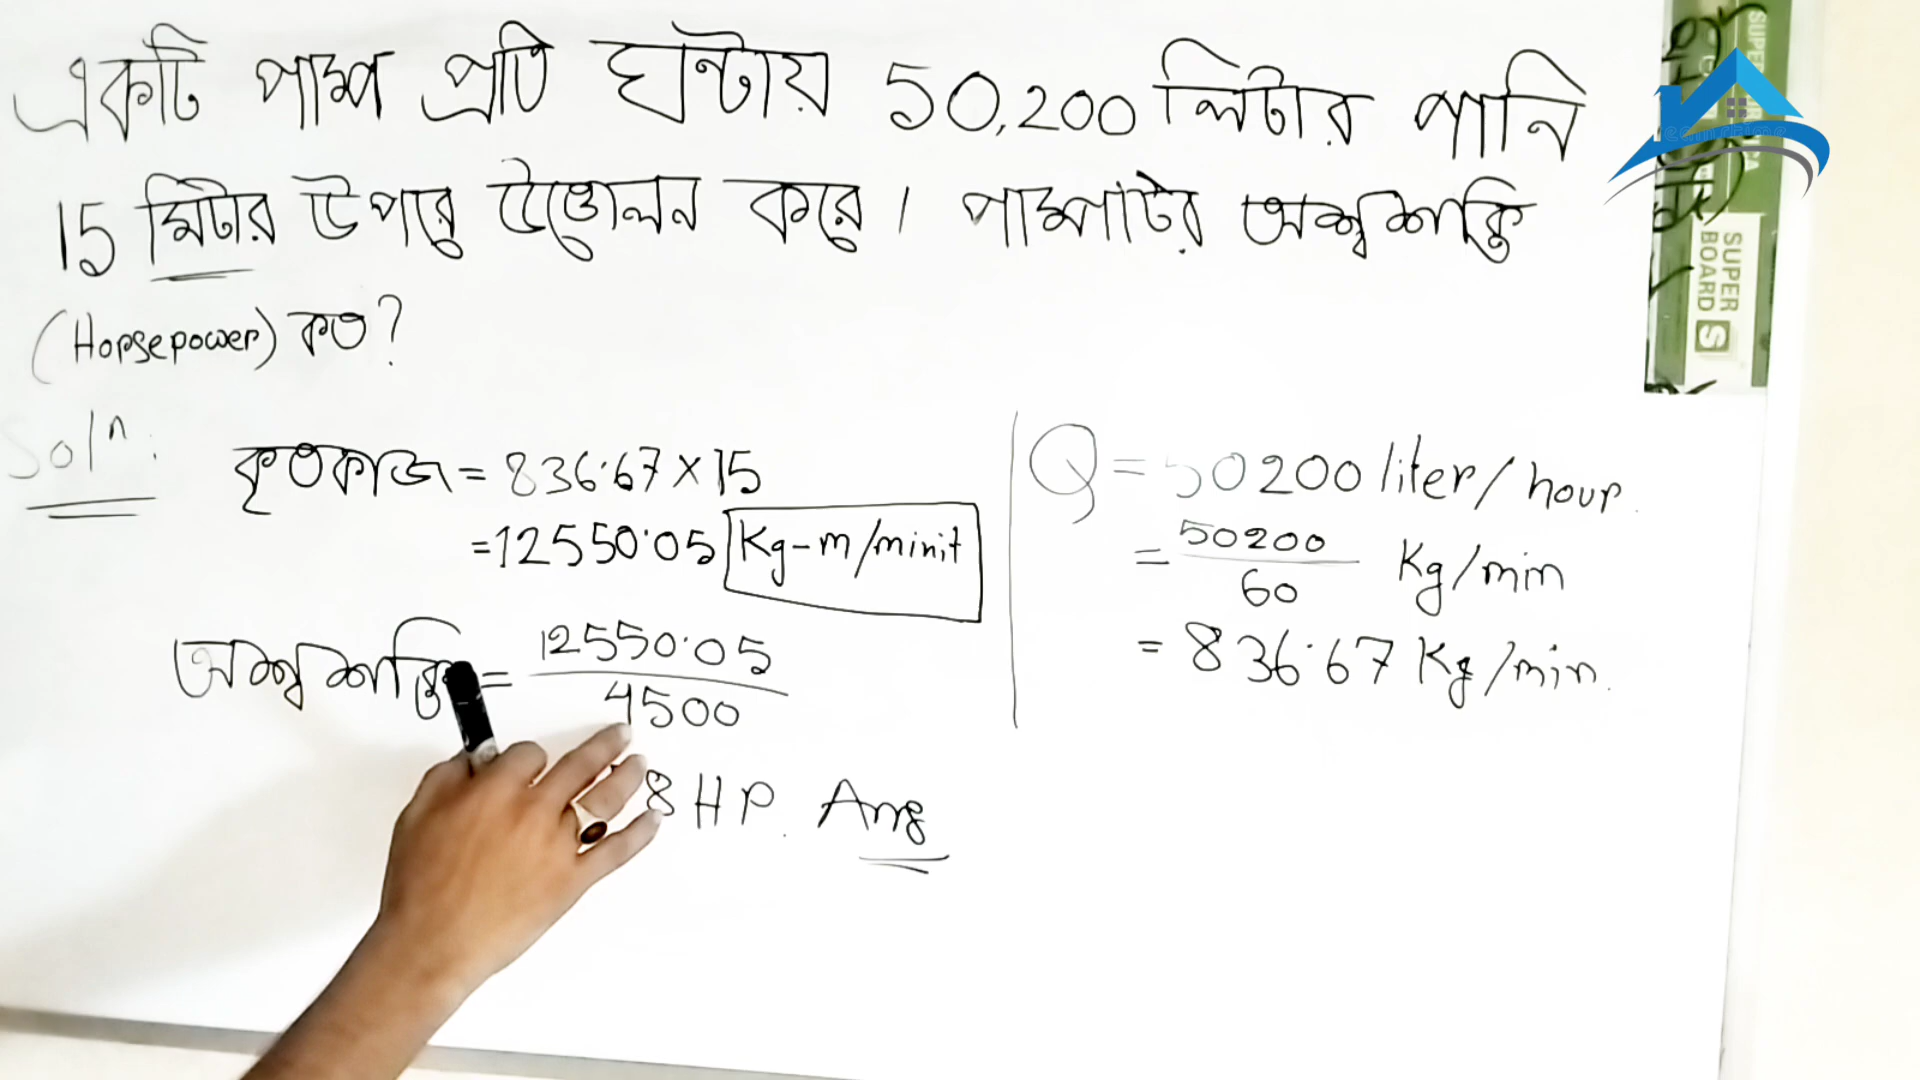 একটি পাম্প প্রতি ঘন্টায় 50,200 লিটার পানি
15 মিটার উপরে উত্তোলন করে। পাম্পটির অশ্বশক্তি
(Horsepower) কত?
Solⁿ:
কৃতকাজ = 836.67 × 15
= 12550.05 Kg-m/minit
অশ্বশক্তি = 12550.05
4500
8 HP. Ans
Q = 50200 liter/hour.
= 50200 Kg/min
60
= 836.67 Kg/min.
SUPER
BOARD S